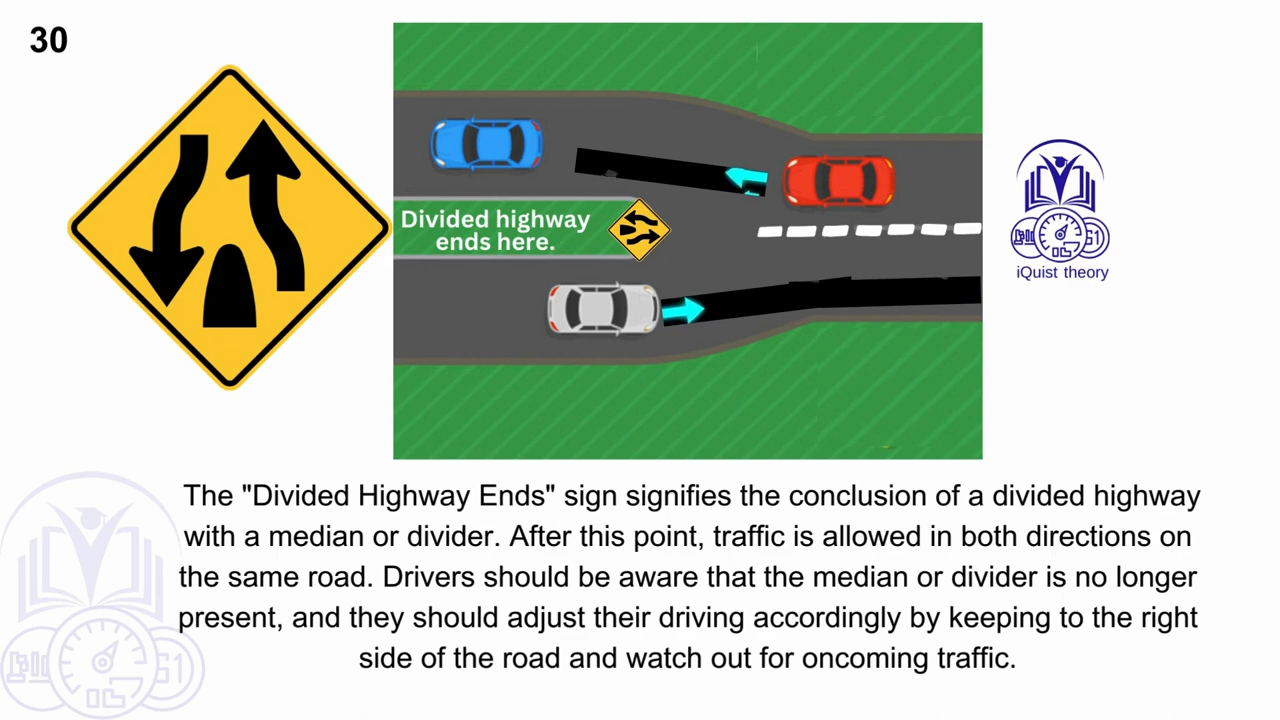 30
Divided highway
ends here.
iQuist theory
The "Divided Highway Ends" sign signifies the conclusion of a divided highway
with a median or divider. After this point, traffic is allowed in both directions on
the same road. Drivers should be aware that the median or divider is no longer
present, and they should adjust their driving accordingly by keeping to the right
side of the road and watch out for oncoming traffic.